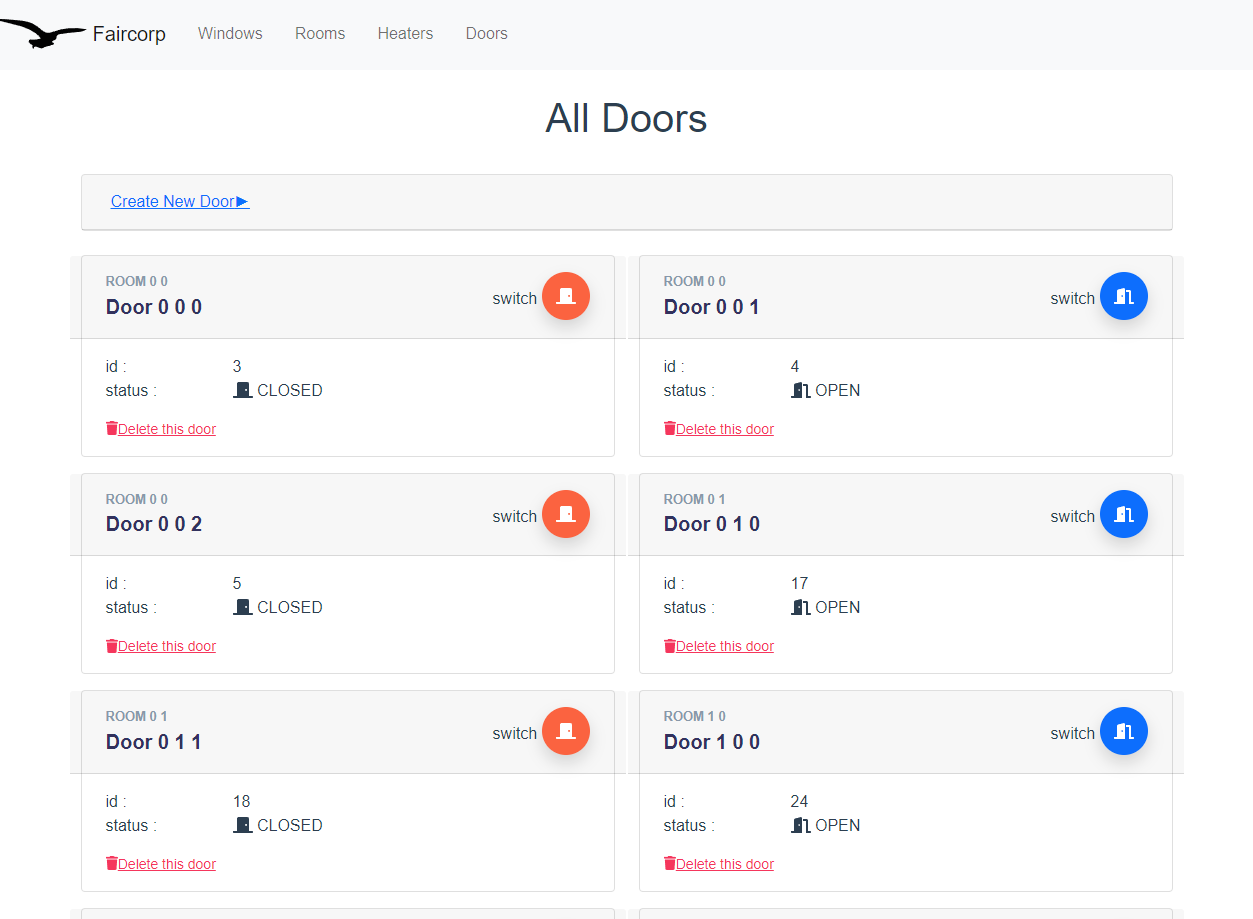 Faircorp Windows Rooms Heaters Doors
All Doors
Create New Door▶
ROOM 0 0
Door 0 0 0
switch
id : 3
status : CLOSED
Delete this door
ROOM 0 0
Door 0 0 1
switch
id : 4
status : OPEN
Delete this door
ROOM 0 0
Door 0 0 2
switch
id : 5
status : CLOSED
Delete this door
ROOM 0 1
Door 0 1 0
switch
id : 17
status : OPEN
Delete this door
ROOM 0 1
Door 0 1 1
switch
id : 18
status : CLOSED
Delete this door
ROOM 1 0
Door 1 0 0
switch
id : 24
status : OPEN
Delete this door